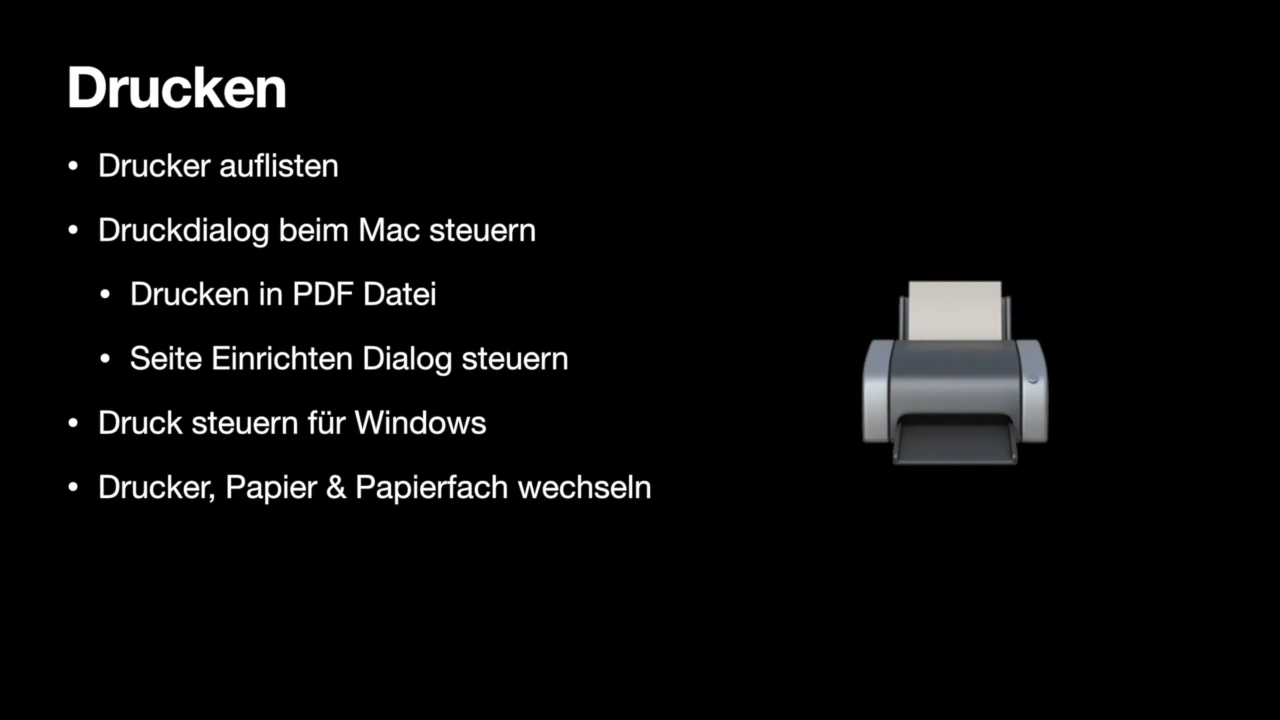 Drucken
• Drucker auflisten
• Druckdialog beim Mac steuern
• Drucken in PDF Datei
• Seite Einrichten Dialog steuern
• Druck steuern für Windows
• Drucker, Papier & Papierfach wechseln